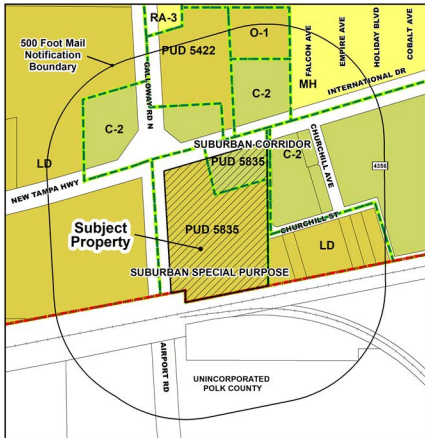 RA-3
O-1
500 Foot Mail
Notification
Boundary
PUD 5422
GALLOWAY RD N
FALCON AVE
EMPIRE AVE
HOLIDAY BLVD
COBALT AVE
C-2
MH
INTERNATIONAL DR
C-2
SUBURBAN CORRIDOR
LD
PUD 5835
C-2
CHURCHILL AVE
4356
NEW TAMPA HWY
Subject
Property
PUD 5835
CHURCHILL ST
LD
SUBURBAN SPECIAL PURPOSE
AIRPORT RD
UNINCORPORATED
POLK COUNTY